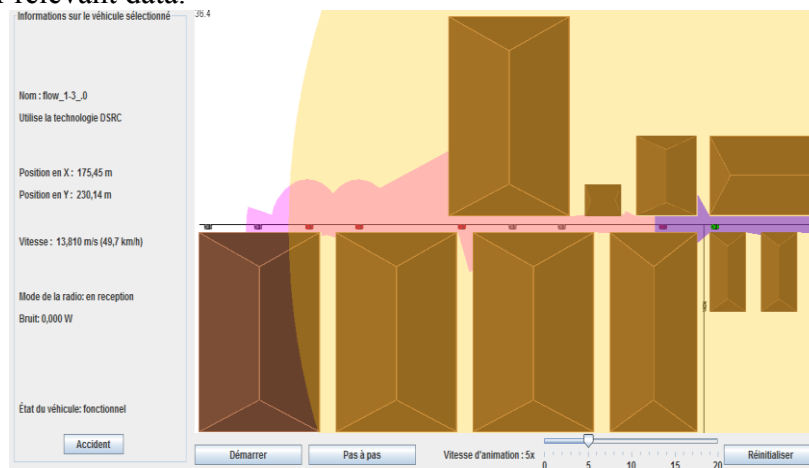 r relevant data.
Informations sur le véhicule sélectionné
36.4
Nom : flow_1-3_.0
Utilise la technologie DSRC
Position en X : 175,45 m
Position en Y : 230,14 m
Vitesse : 13,810 m/s (49,7 km/h)
Mode de la radio: en reception
Bruit: 0,000 W
État du véhicule: fonctionnel
Accident
Démarrer
Pas à pas
Vitesse d'animation : 5x
0 5 10 15 20
Réinitialiser